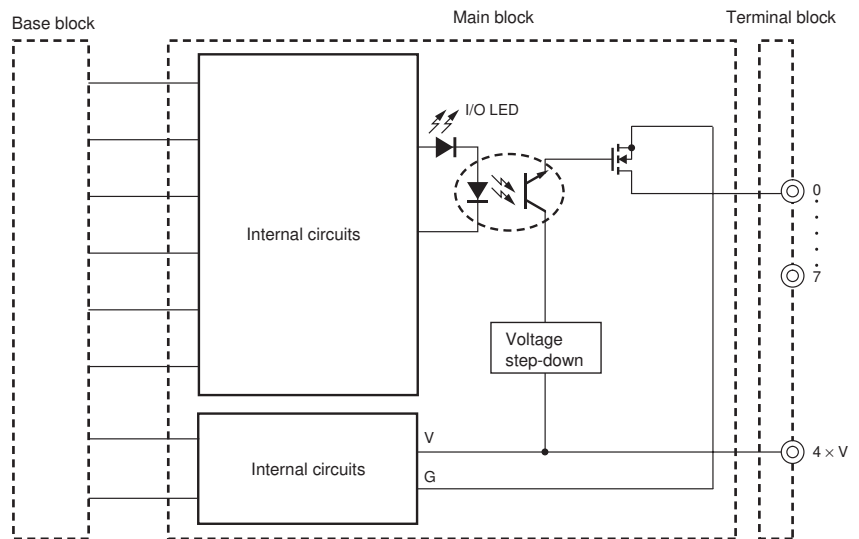 Base block
Main block
Terminal block
I/O LED
Internal circuits
0
7
Voltage
step-down
Internal circuits
V
G
4 × V